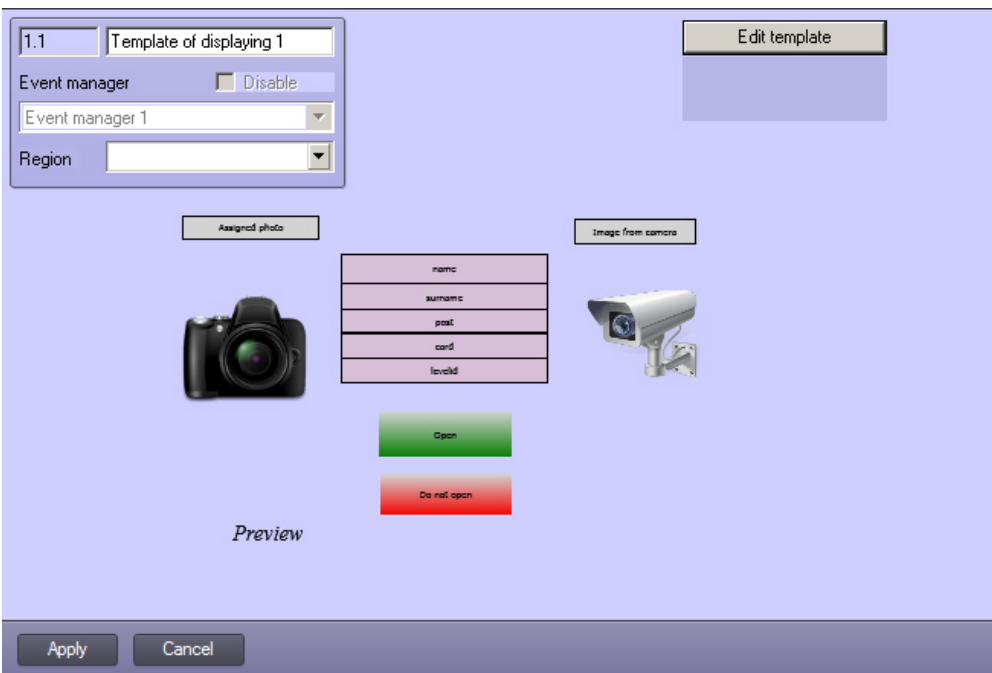 1.1 Template of displaying 1
Edit template
Event manager Disable
Event manager 1
Region
Assigned photo
Image from camera
name
surname
post
card
levelid
Open
Do not open
Preview
Apply Cancel